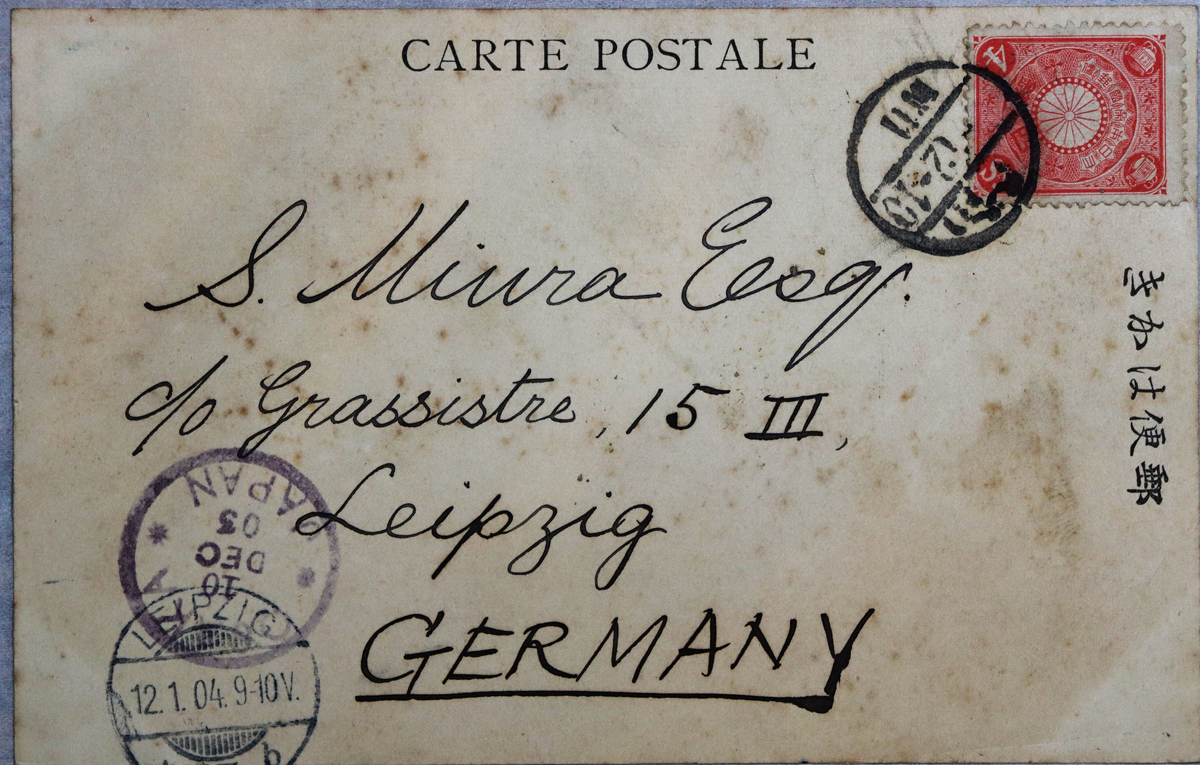 CARTE POSTALE
S. Miura Esq.
c/o Grassistre, 15 III,
Leipzig
GERMANY
きかは便郵
JAPAN
10
DEC
03
LEIPZIG
12.1.04. 9-10V.
b
4
S